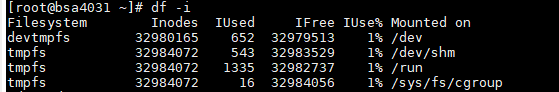 [root@bsa4031 ~]# df -i
Filesystem Inodes IUsed IFree IUse% Mounted on
devtmpfs 32980165 652 32979513 1% /dev
tmpfs 32984072 543 32983529 1% /dev/shm
tmpfs 32984072 1335 32982737 1% /run
tmpfs 32984072 16 32984056 1% /sys/fs/cgroup